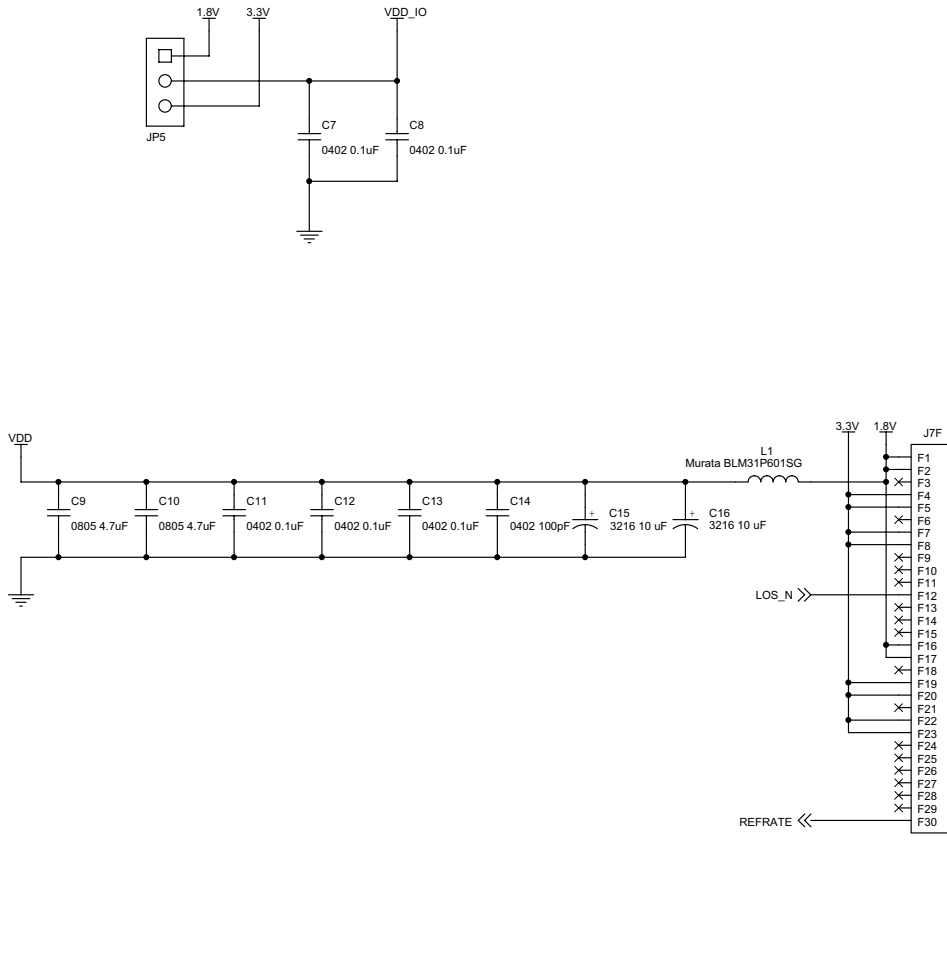 1.8V 3.3V VDD_IO
JP5
C7
0402 0.1uF
C8
0402 0.1uF
VDD
C9
0805 4.7uF
C10
0805 4.7uF
C11
0402 0.1uF
C12
0402 0.1uF
C13
0402 0.1uF
C14
0402 100pF
+
C15
3216 10 uF
+
C16
3216 10 uF
L1
Murata BLM31P601SG
3.3V 1.8V
J7F
F1
F2
F3
F4
F5
F6
F7
F8
F9
F10
F11
LOS_N F12
F13
F14
F15
F16
F17
F18
F19
F20
F21
F22
F23
F24
F25
F26
F27
F28
F29
REFRATE F30